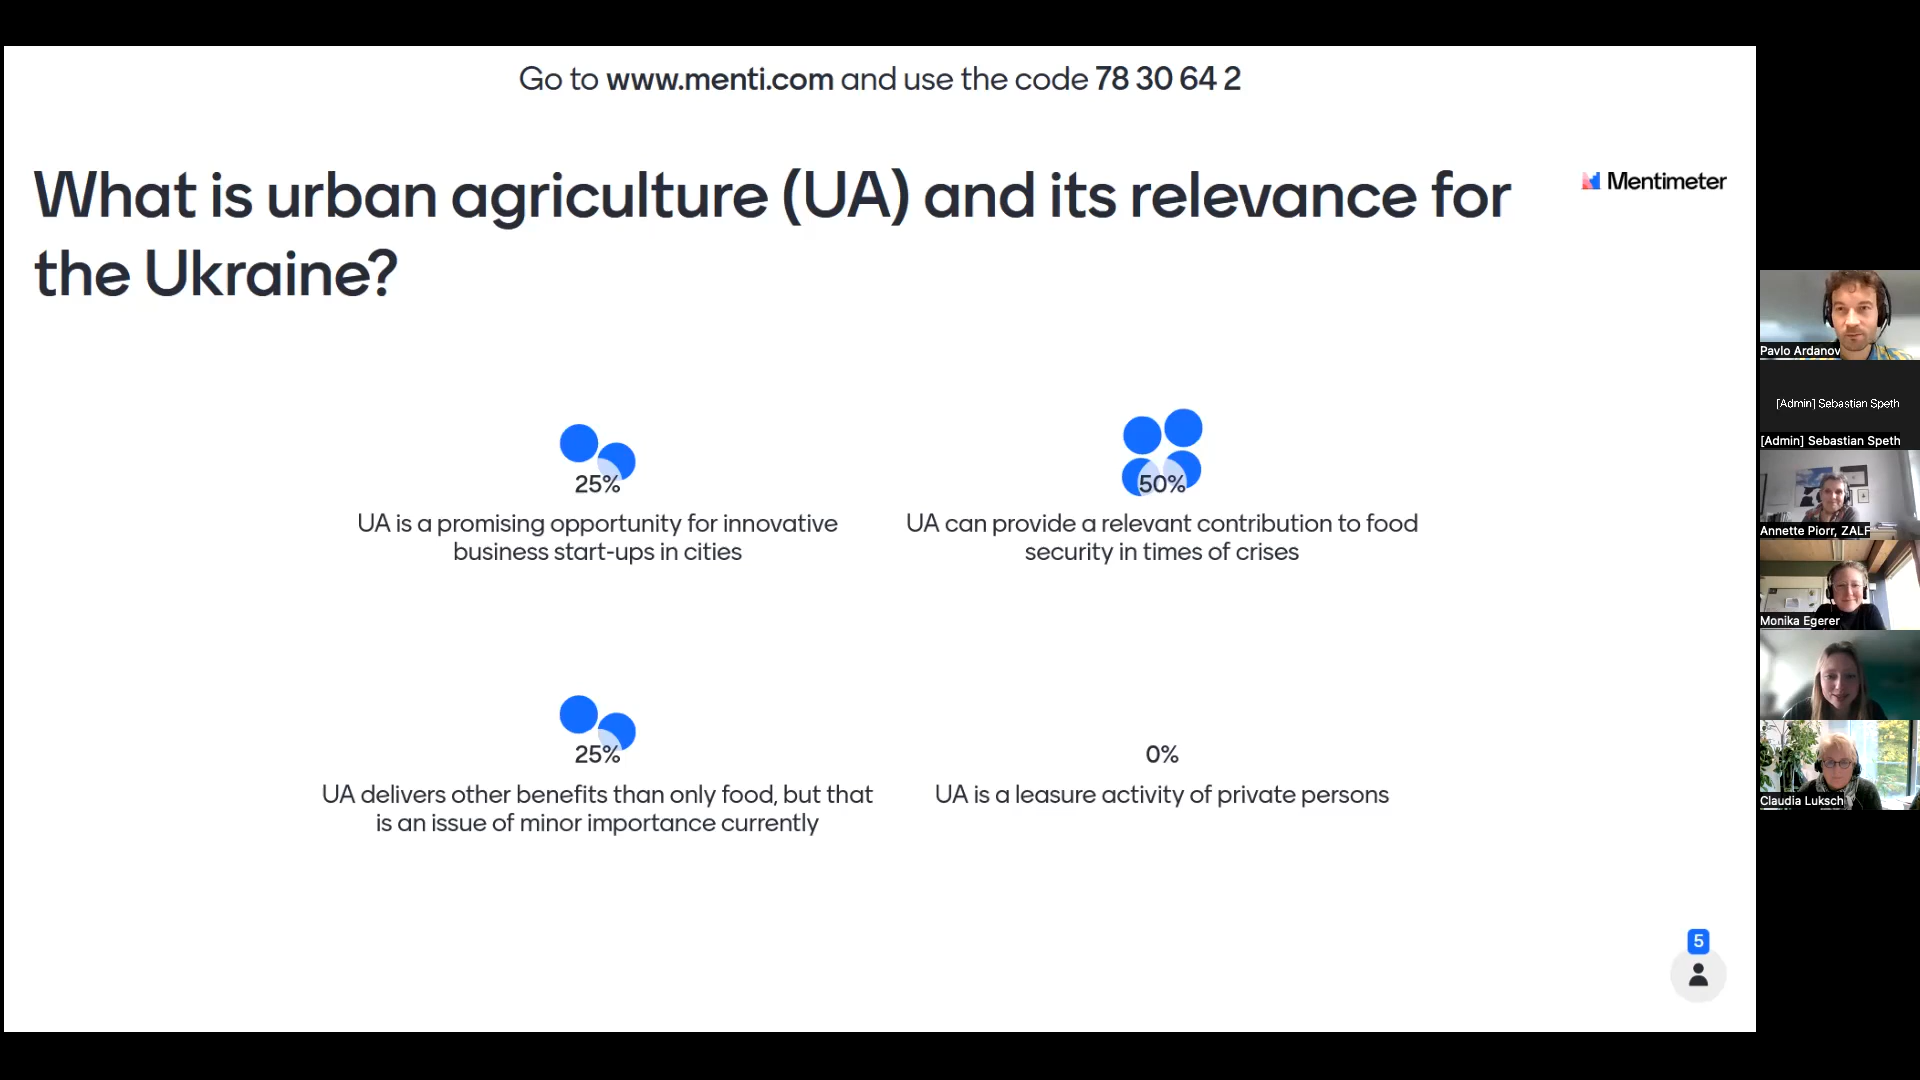 Go to www.menti.com and use the code 78 30 64 2
What is urban agriculture (UA) and its relevance for
the Ukraine?
Mentimeter
25%
UA is a promising opportunity for innovative
business start-ups in cities
50%
UA can provide a relevant contribution to food
security in times of crises
25%
UA delivers other benefits than only food, but that
is an issue of minor importance currently
0%
UA is a leasure activity of private persons
5
Pavlo Ardanov
[Admin] Sebastian Speth
[Admin] Sebastian Speth
Annette Piorr, ZALF
Monika Egerer
Claudia Luksch